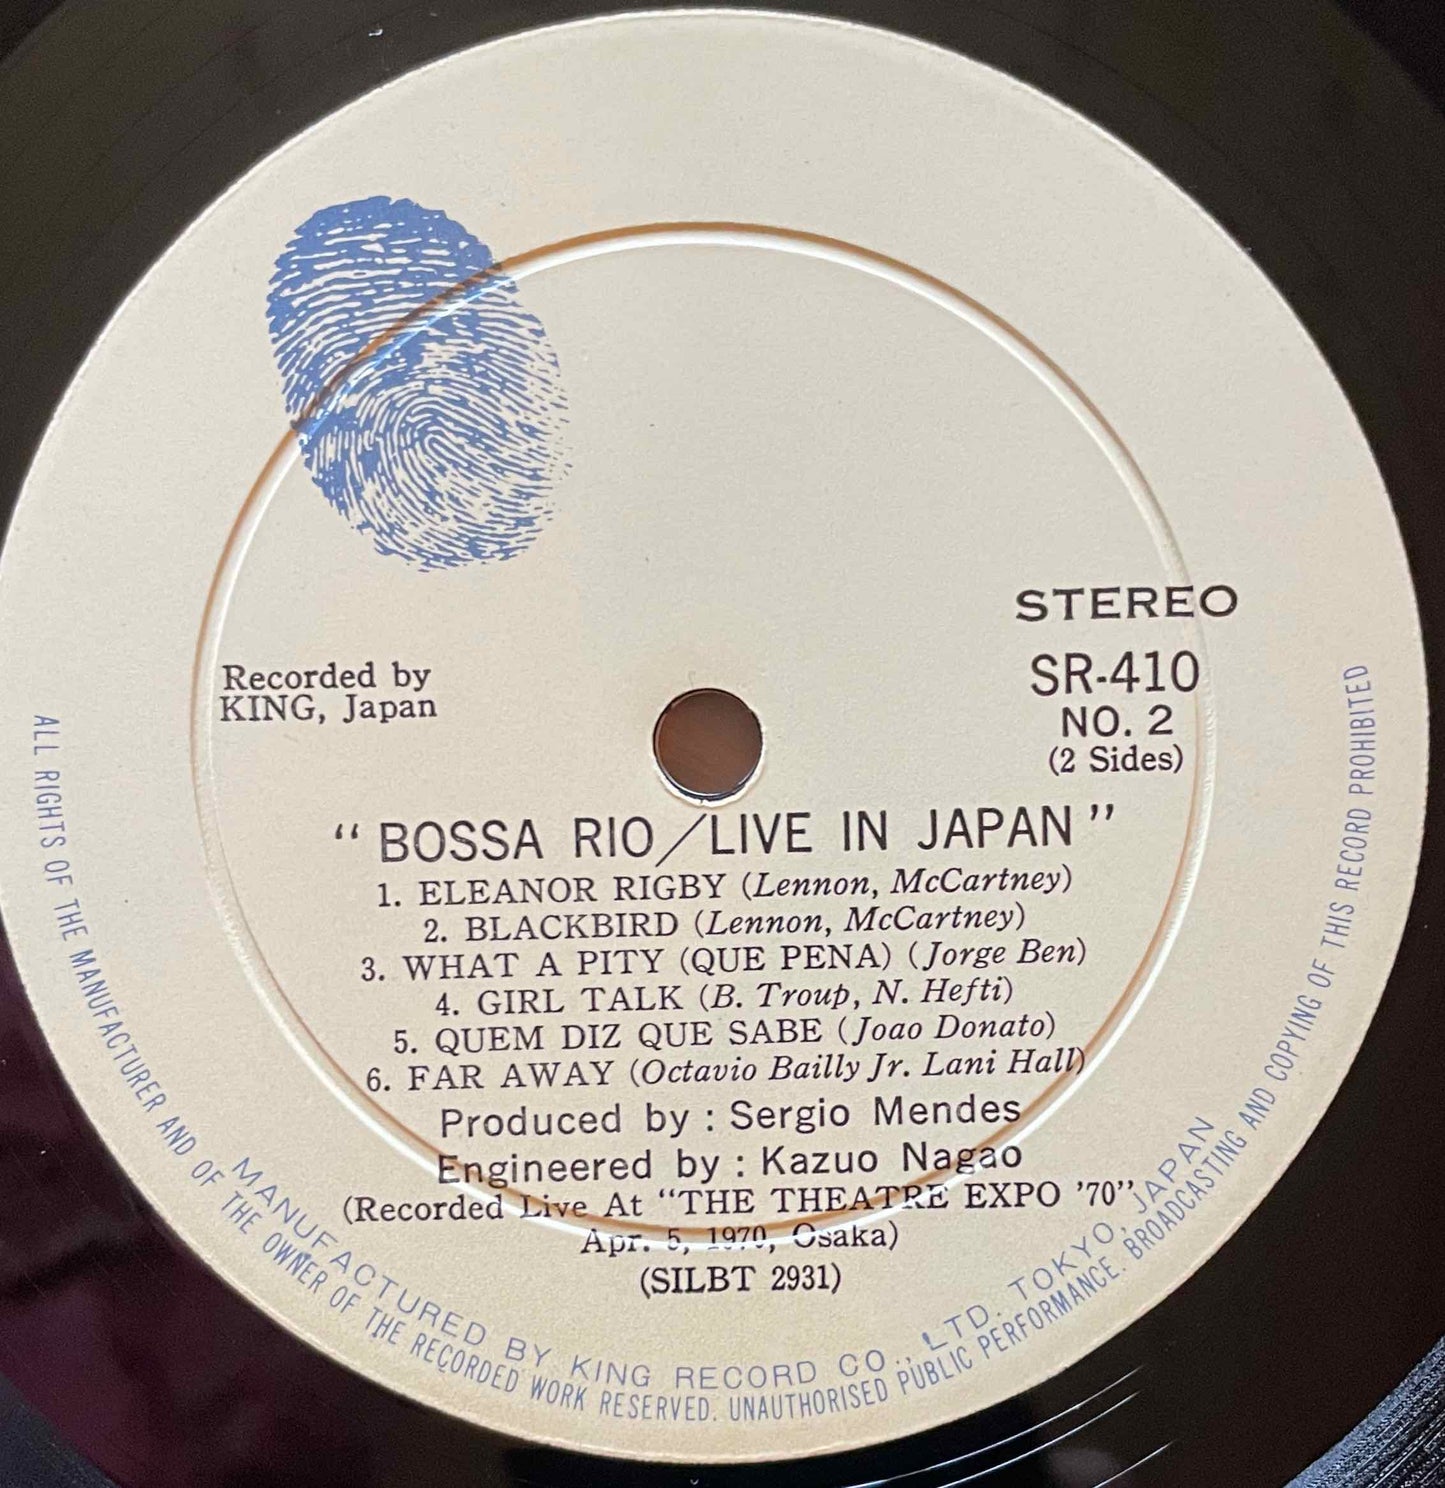 STEREO
SR-410
NO. 2
(2 Sides)
Recorded by
KING, Japan
“BOSSA RIO/LIVE IN JAPAN”
1. ELEANOR RIGBY (Lennon, McCartney)
2. BLACKBIRD (Lennon, McCartney)
3. WHAT A PITY (QUE PENA) (Jorge Ben)
4. GIRL TALK (B. Troup, N. Hefti)
5. QUEM DIZ QUE SABE (Joao Donato)
6. FAR AWAY (Octavio Bailly Jr. Lani Hall)
Produced by : Sergio Mendes
Engineered by : Kazuo Nagao
(Recorded Live At “THE THEATRE EXPO ’70”
Apr. 5, 1970, Osaka)
(SILBT 2931)
MANUFACTURED BY KING RECORD CO., LTD. TOKYO, JAPAN
ALL RIGHTS OF THE MANUFACTURER AND OF THE OWNER OF THE RECORDED WORK RESERVED. UNAUTHORISED PUBLIC PERFORMANCE. BROADCASTING AND COPYING OF THIS RECORD PROHIBITED